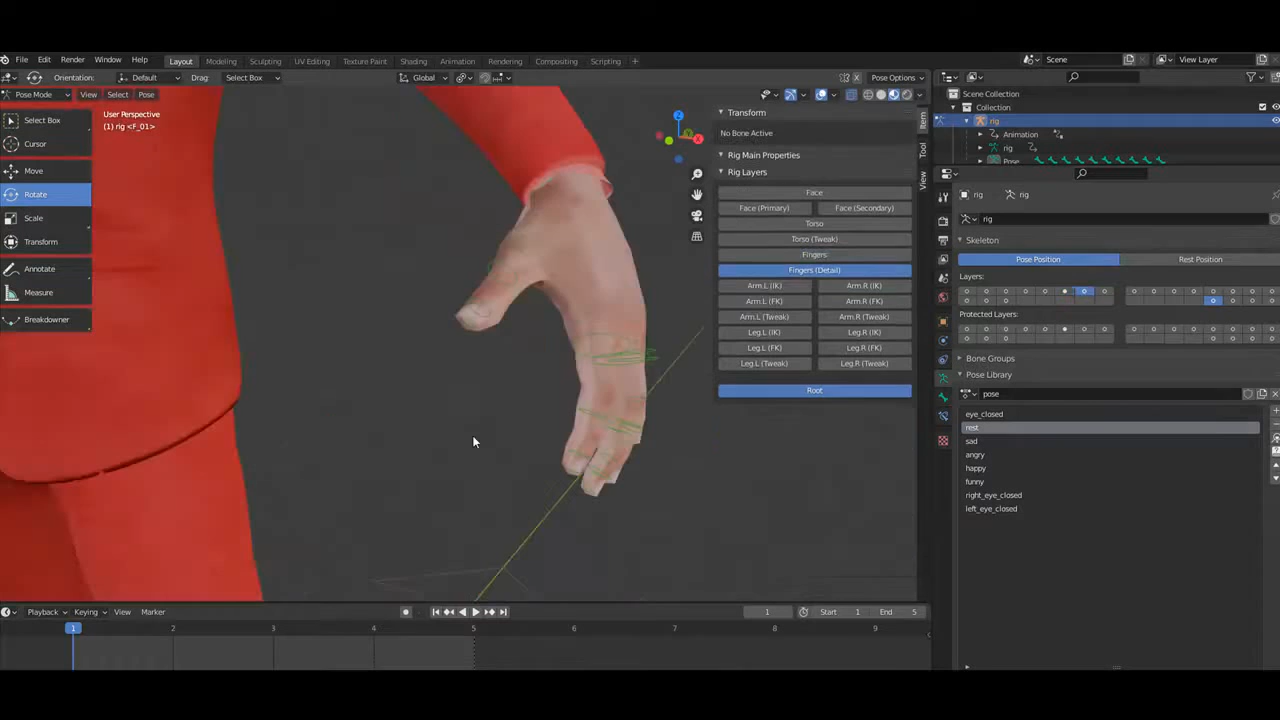 File Edit Render Window Help
Layout Modeling Sculpting UV Editing Texture Paint Shading Animation Rendering Compositing Scripting +
Scene
View Layer
Orientation: Default Drag: Select Box
Global
Pose Options
Pose Mode View Select Pose
User Perspective
(1) rig <F_01>
Select Box
Cursor
Move
Rotate
Scale
Transform
Annotate
Measure
Breakdowner
Z
X
Transform
No Bone Active
Rig Main Properties
Rig Layers
Face
Face (Primary) Face (Secondary)
Torso
Torso (Tweak)
Fingers
Fingers (Detail)
Arm.L (IK) Arm.R (IK)
Arm.L (FK) Arm.R (FK)
Arm.L (Tweak) Arm.R (Tweak)
Leg.L (IK) Leg.R (IK)
Leg.L (FK) Leg.R (FK)
Leg.L (Tweak) Leg.R (Tweak)
Root
Item
Tool
View
Scene Collection
Collection
rig
Animation
rig
Pose
rig rig
rig
Skeleton
Pose Position Rest Position
Layers:
Protected Layers:
Bone Groups
Pose Library
pose
eye_closed
rest
sad
angry
happy
funny
right_eye_closed
left_eye_closed
Playback Keying View Marker
1 Start 1 End 5
1 2 3 4 5 6 7 8 9